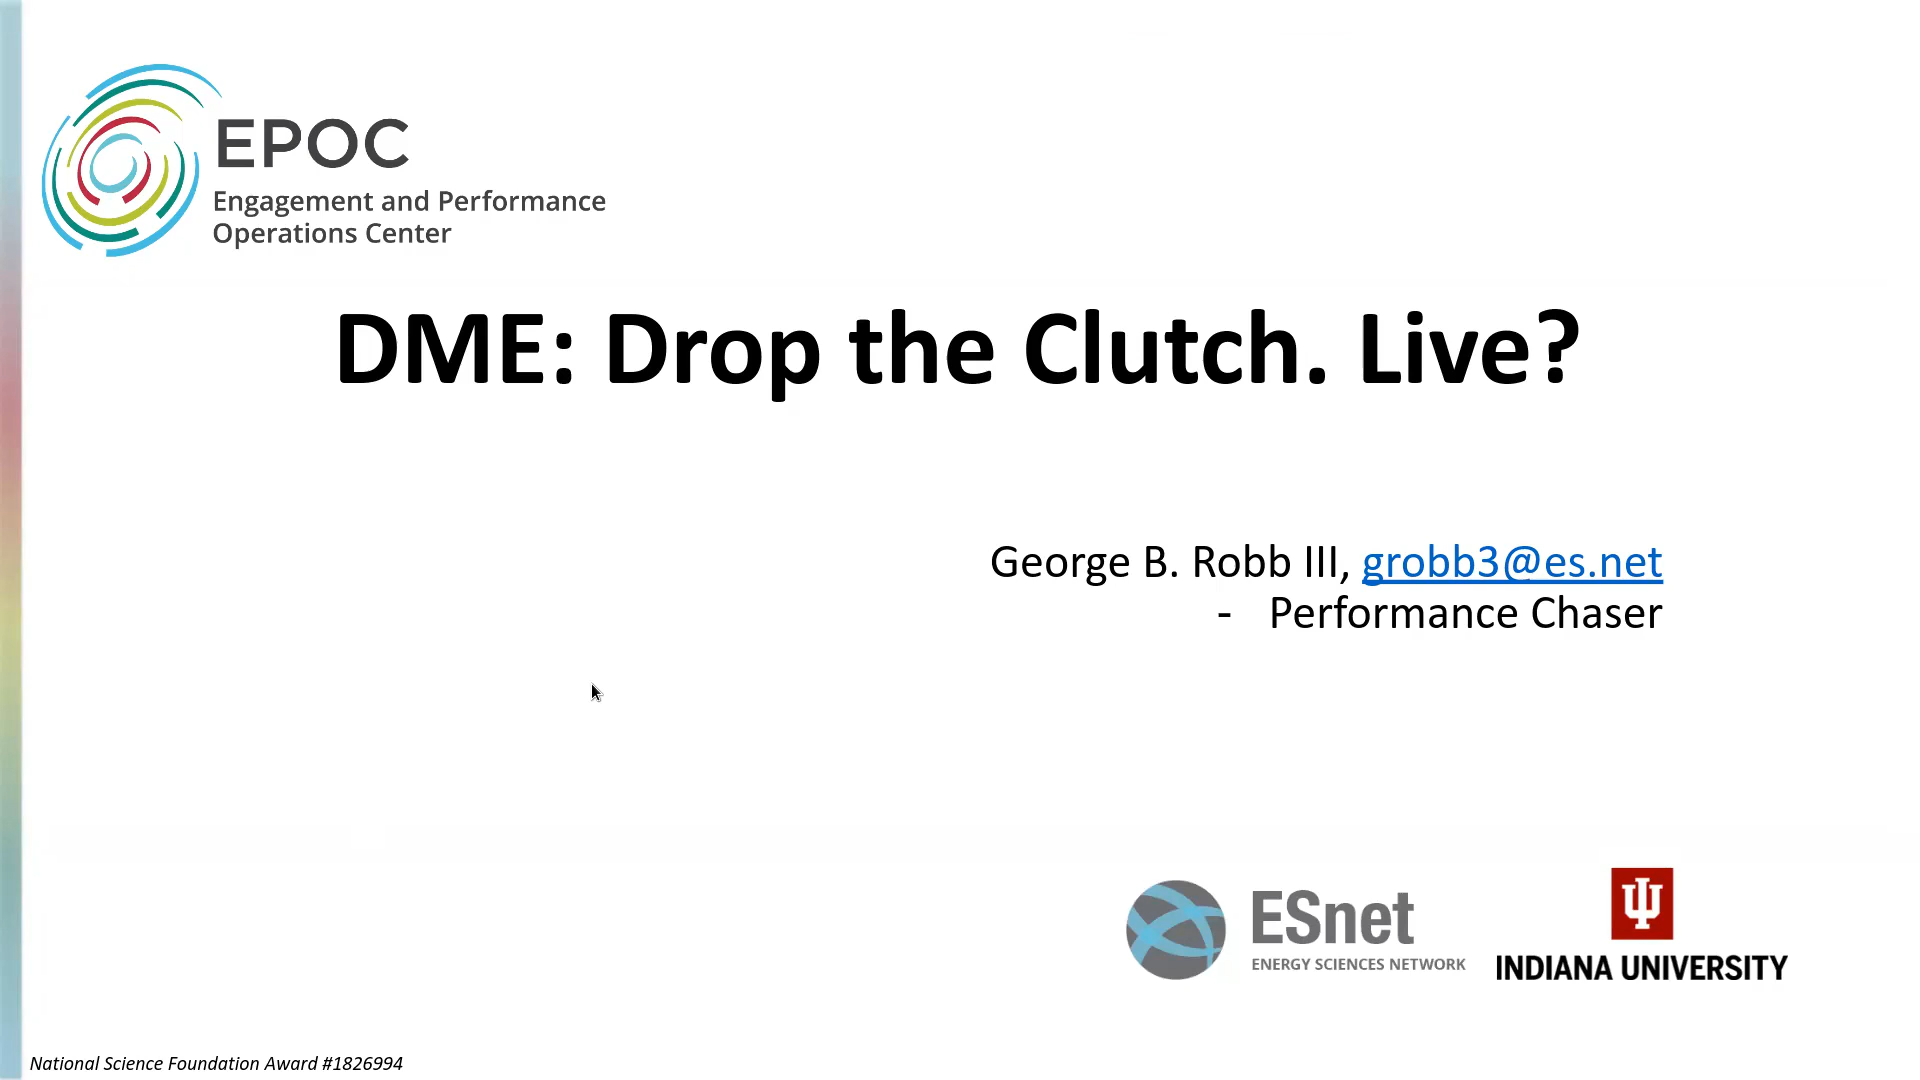 EPOC
Engagement and Performance
Operations Center
DME: Drop the Clutch. Live?
George B. Robb III, grobb3@es.net
- Performance Chaser
ESnet
ENERGY SCIENCES NETWORK
INDIANA UNIVERSITY
National Science Foundation Award #1826994